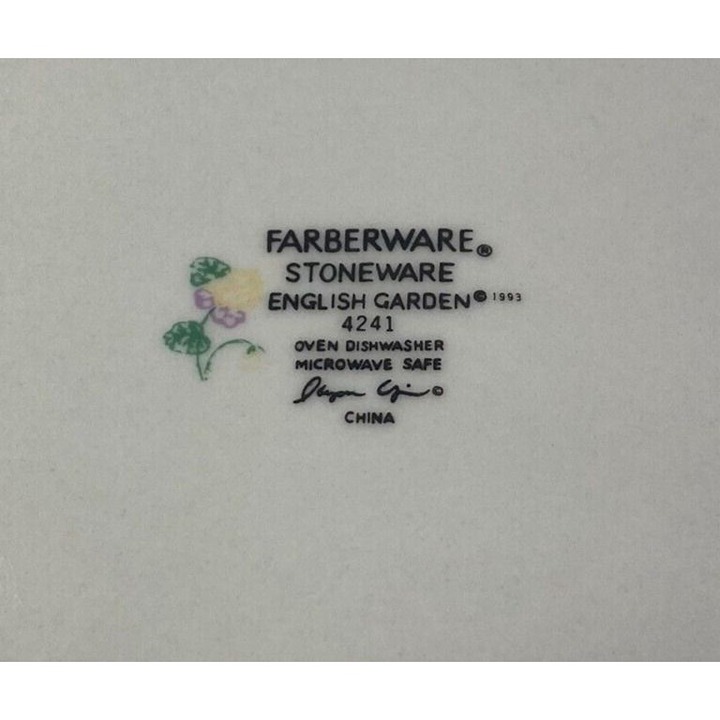 FARBERWARE®
STONEWARE
ENGLISH GARDEN © 1993
4241
OVEN DISHWASHER
MICROWAVE SAFE
©
CHINA